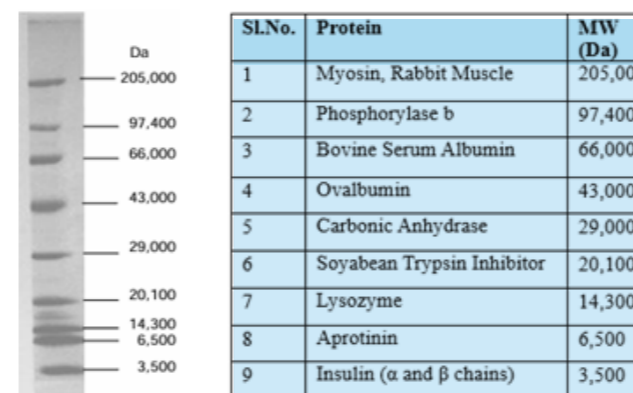 Da
205,000
97,400
66,000
43,000
29,000
20,100
14,300
6,500
3,500
Sl.No. Protein MW (Da)
1 Myosin, Rabbit Muscle 205,00
2 Phosphorylase b 97,400
3 Bovine Serum Albumin 66,000
4 Ovalbumin 43,000
5 Carbonic Anhydrase 29,000
6 Soyabean Trypsin Inhibitor 20,100
7 Lysozyme 14,300
8 Aprotinin 6,500
9 Insulin (α and β chains) 3,500